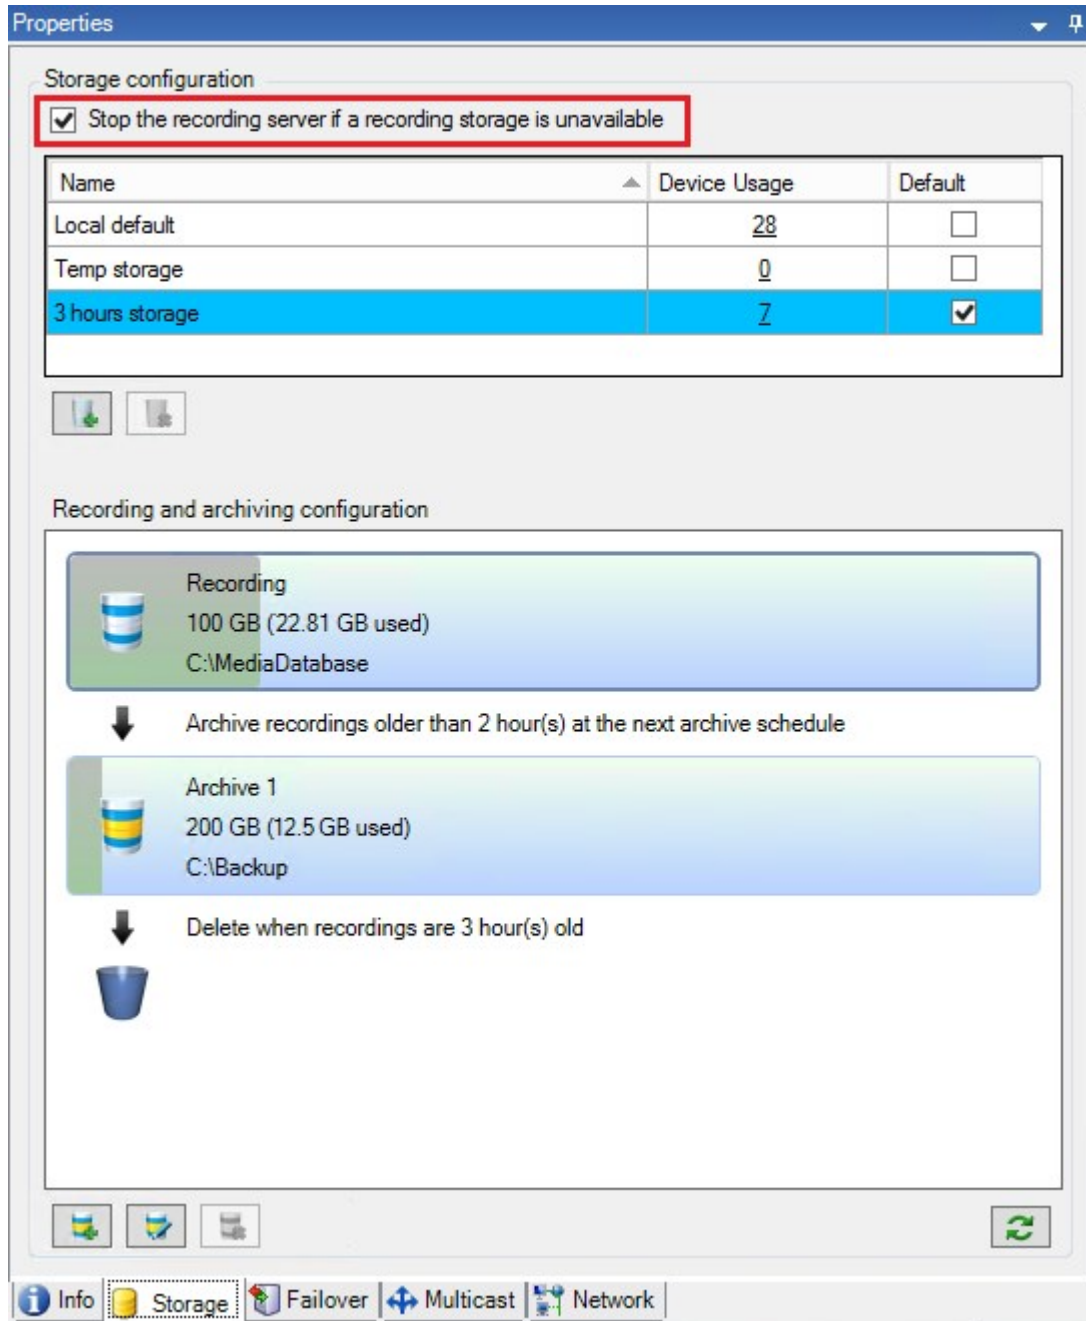 Properties
Storage configuration
Stop the recording server if a recording storage is unavailable
Name Device Usage Default
Local default 28
Temp storage 0
3 hours storage 7
Recording and archiving configuration
Recording
100 GB (22.81 GB used)
C:\MediaDatabase
Archive recordings older than 2 hour(s) at the next archive schedule
Archive 1
200 GB (12.5 GB used)
C:\Backup
Delete when recordings are 3 hour(s) old
Info Storage Failover Multicast Network